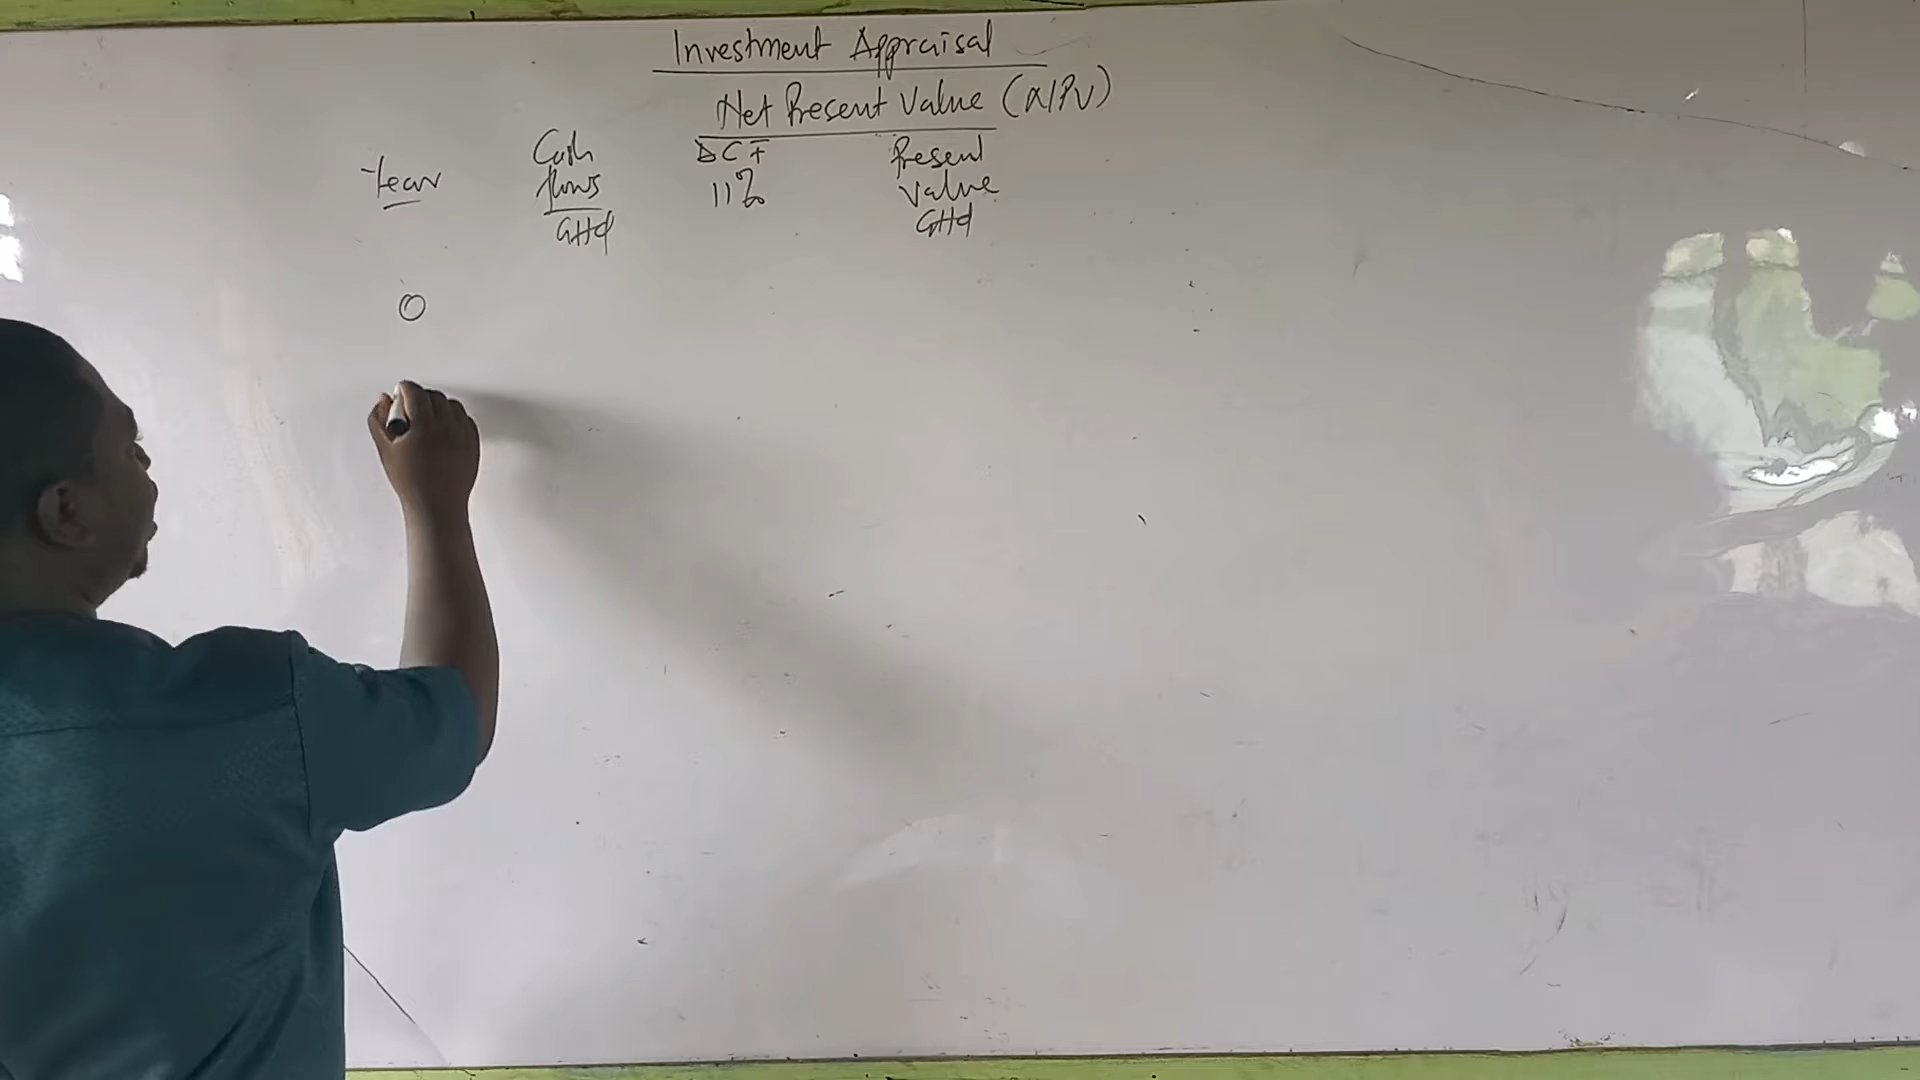 Investment Appraisal
Net Present Value (NPV)
Year
Cash flows GH₵
DCF 11%
Present Value GH₵
0